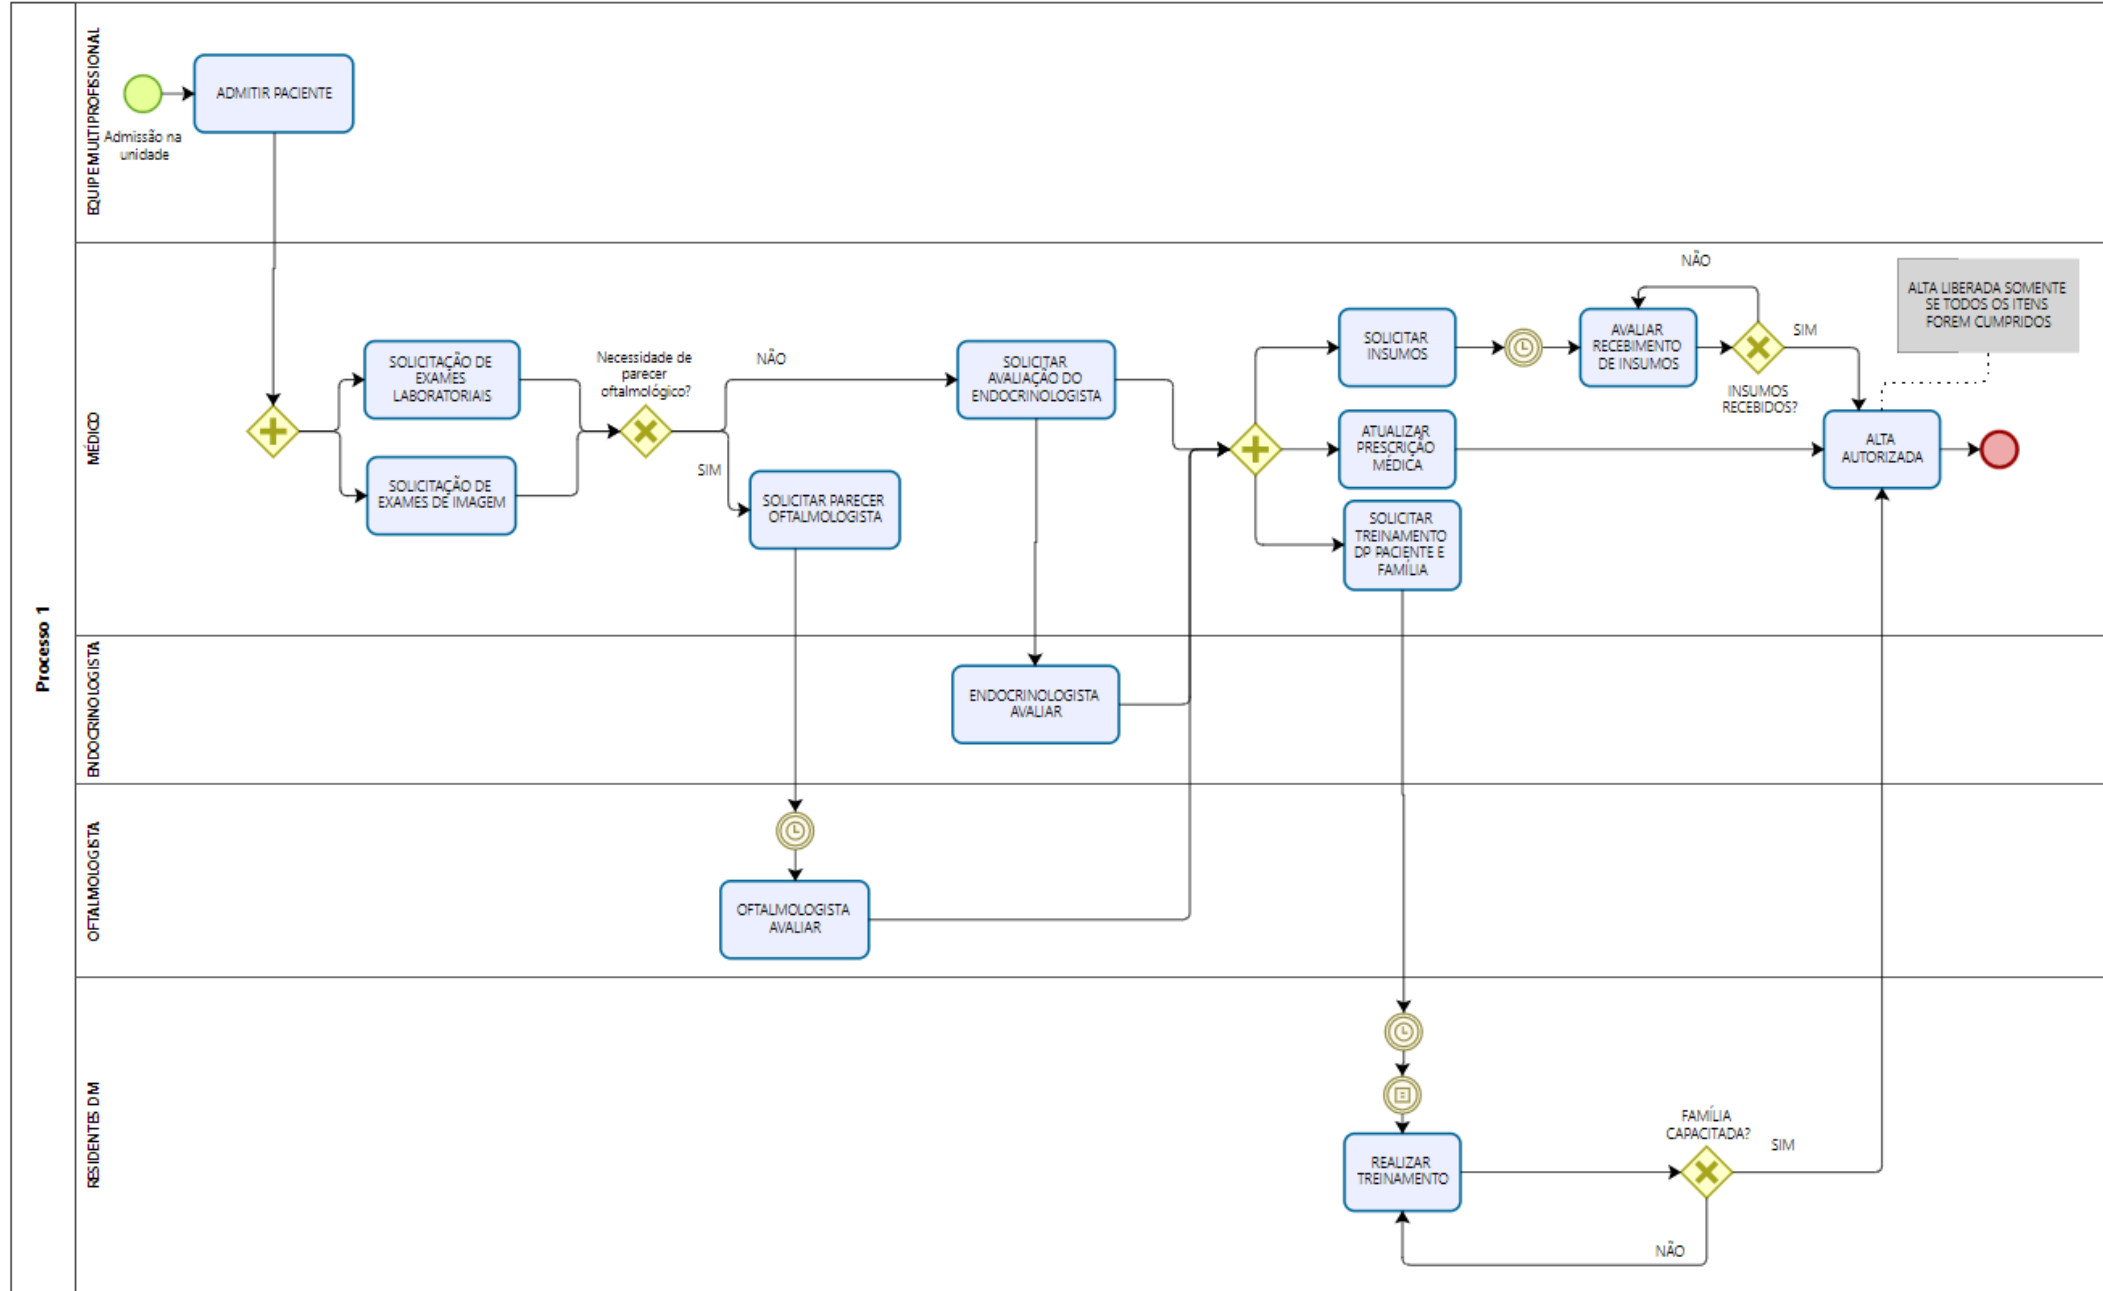 Processo 1
EQUIPE MULTIPROFISSIONAL
Admissão na
unidade
ADMITIR PACIENTE
MÉDICO
SOLICITAÇÃO DE
EXAMES
LABORATORIAIS
SOLICITAÇÃO DE
EXAMES DE IMAGEM
Necessidade de
parecer
oftalmológico?
NÃO
SIM
SOLICITAR PARECER
OFTALMOLOGISTA
SOLICITAR
AVALIAÇÃO DO
ENDOCRINOLOGISTA
SOLICITAR
INSUMOS
AVALIAR
RECEBIMENTO
DE INSUMOS
NÃO
SIM
INSUMOS
RECEBIDOS?
ALTA LIBERADA SOMENTE
SE TODOS OS ITENS
FOREM CUMPRIDOS
ATUALIZAR
PRESCRIÇÃO
MÉDICA
ALTA
AUTORIZADA
SOLICITAR
TREINAMENTO
DP PACIENTE E
FAMÍLIA
ENDOCRINOLOGISTA
ENDOCRINOLOGISTA
AVALIAR
OFTALMOLOGISTA
OFTALMOLOGISTA
AVALIAR
RESIDENTES DM
REALIZAR
TREINAMENTO
FAMÍLIA
CAPACITADA?
SIM
NÃO